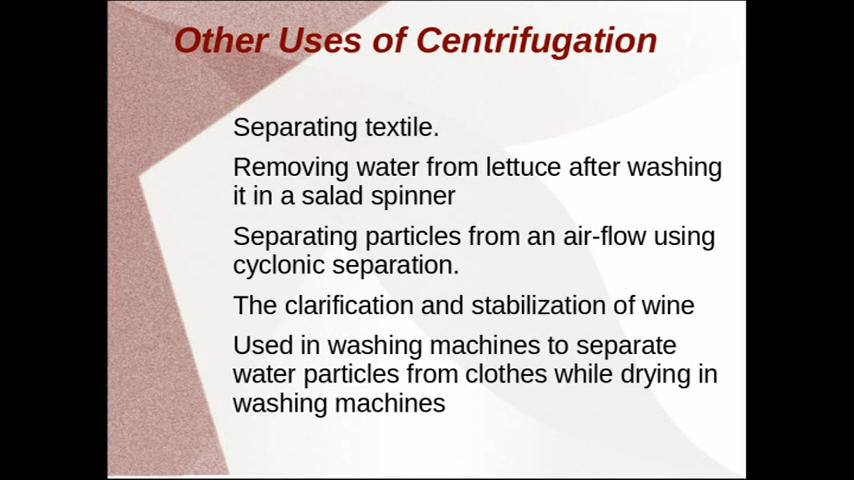 Other Uses of Centrifugation
Separating textile.
Removing water from lettuce after washing
it in a salad spinner
Separating particles from an air-flow using
cyclonic separation.
The clarification and stabilization of wine
Used in washing machines to separate
water particles from clothes while drying in
washing machines